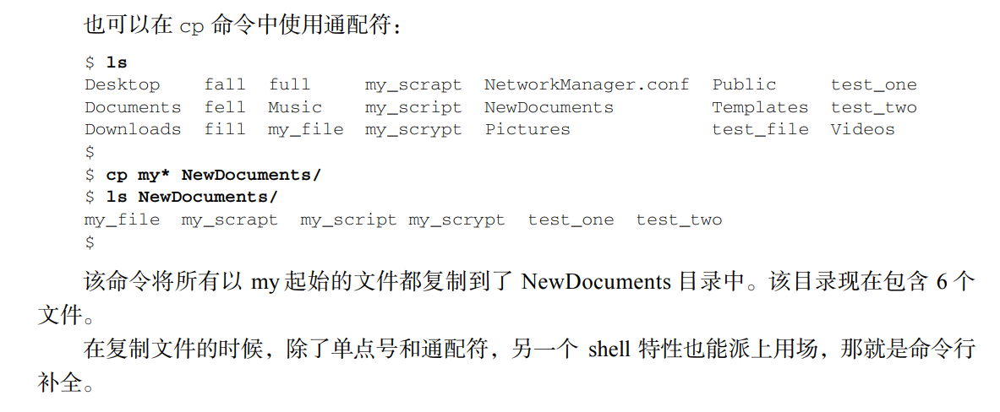 也可以在 cp 命令中使用通配符：
$ ls
Desktop    fall  full     my_scrapt  NetworkManager.conf  Public     test_one
Documents  fell  Music    my_script  NewDocuments         Templates  test_two
Downloads  fill  my_file  my_scrypt  Pictures             test_file  Videos
$
$ cp my* NewDocuments/
$ ls NewDocuments/
my_file  my_scrapt  my_script my_scrypt  test_one  test_two
$
该命令将所有以 my 起始的文件都复制到了 NewDocuments 目录中。该目录现在包含 6 个
文件。
在复制文件的时候，除了单点号和通配符，另一个 shell 特性也能派上用场，那就是命令行
补全。